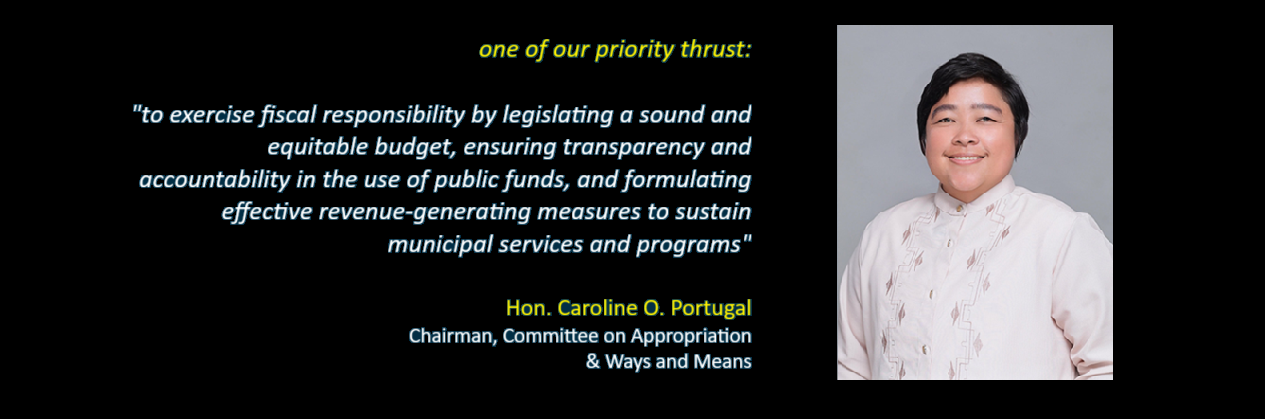 one of our priority thrust:
"to exercise fiscal responsibility by legislating a sound and
equitable budget, ensuring transparency and
accountability in the use of public funds, and formulating
effective revenue-generating measures to sustain
municipal services and programs"
Hon. Caroline O. Portugal
Chairman, Committee on Appropriation
& Ways and Means